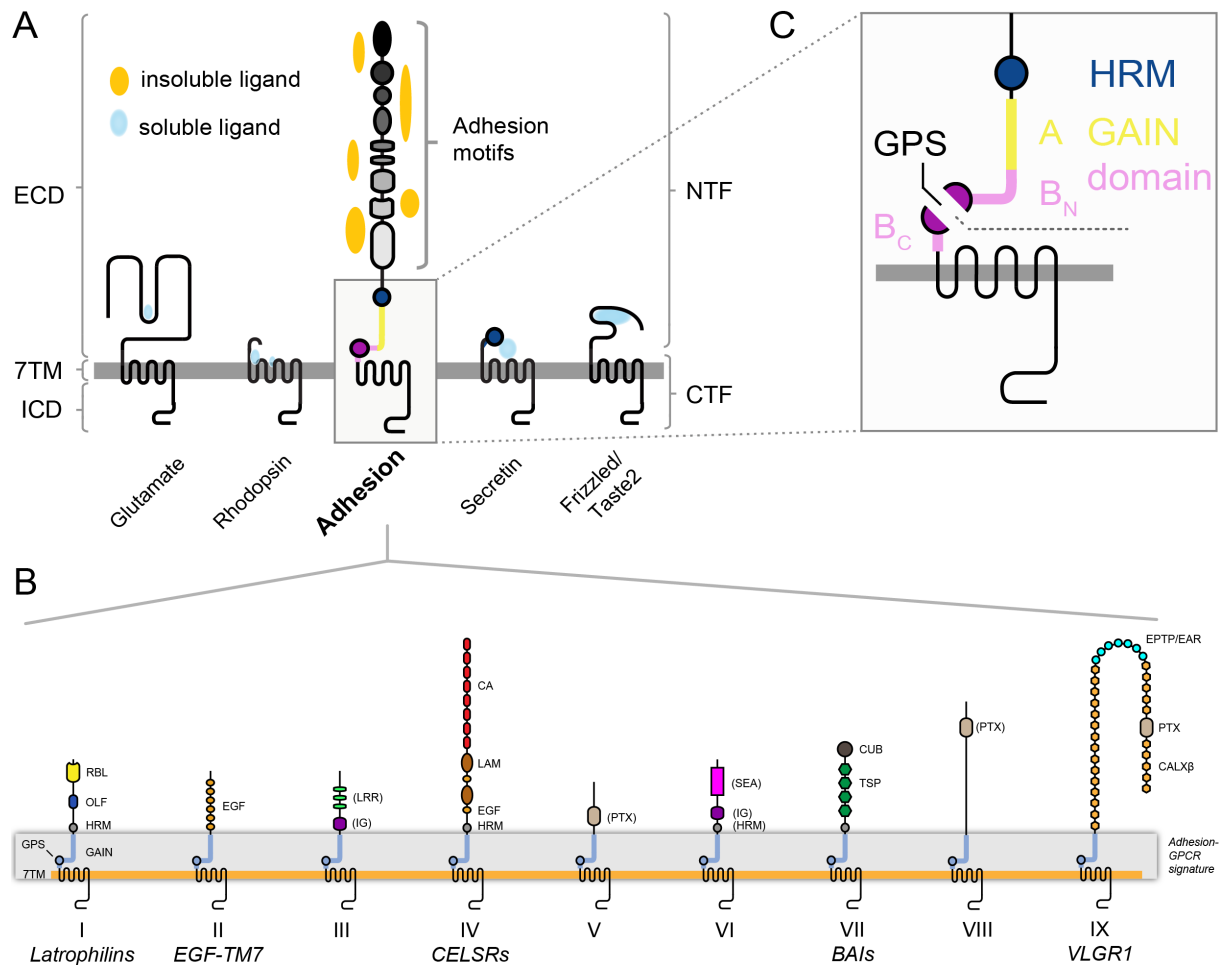 A
insoluble ligand
soluble ligand
Adhesion
motifs
ECD
NTF
7TM
ICD
CTF
Glutamate
Rhodopsin
Adhesion
Secretin
Frizzled/
Taste2
C
HRM
A GAIN
domain
GPS
BN
BC
B
RBL
OLF
HRM
GPS
GAIN
7TM
EGF
(LRR)
(IG)
CA
LAM
EGF
HRM
(PTX)
(SEA)
(IG)
(HRM)
CUB
TSP
(PTX)
EPTP/EAR
PTX
CALXβ
Adhesion-
GPCR
signature
I II III IV V VI VII VIII IX
Latrophilins EGF-TM7 CELSRs BAIs VLGR1